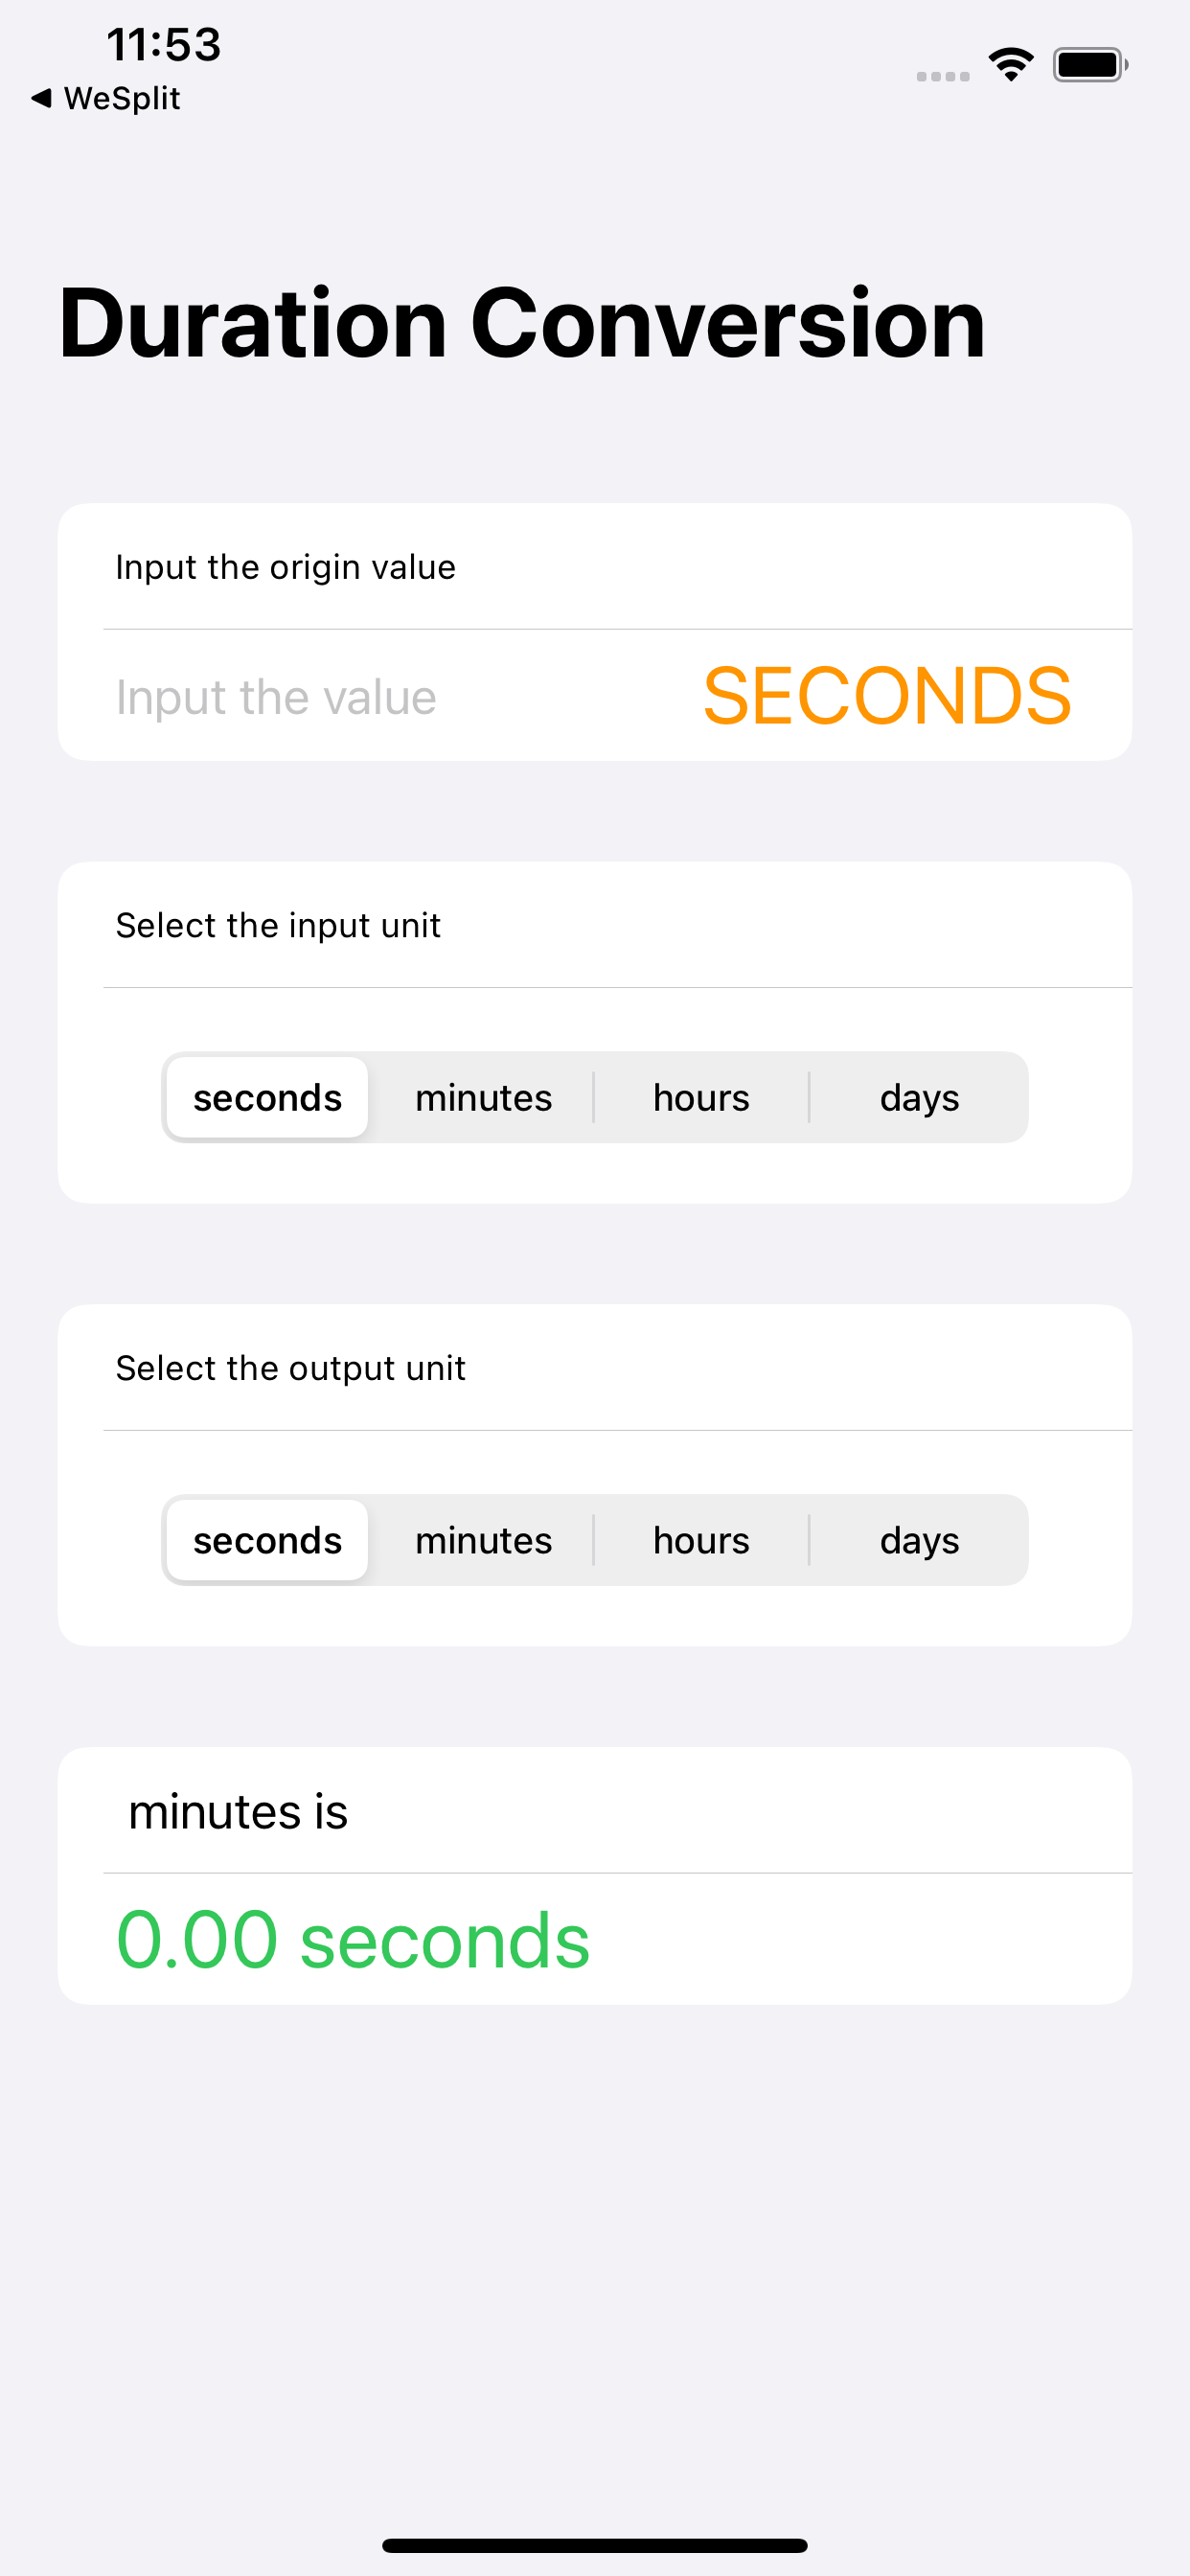 11:53
◀ WeSplit
Duration Conversion
Input the origin value
Input the value SECONDS
Select the input unit
seconds minutes hours days
Select the output unit
seconds minutes hours days
minutes is
0.00 seconds